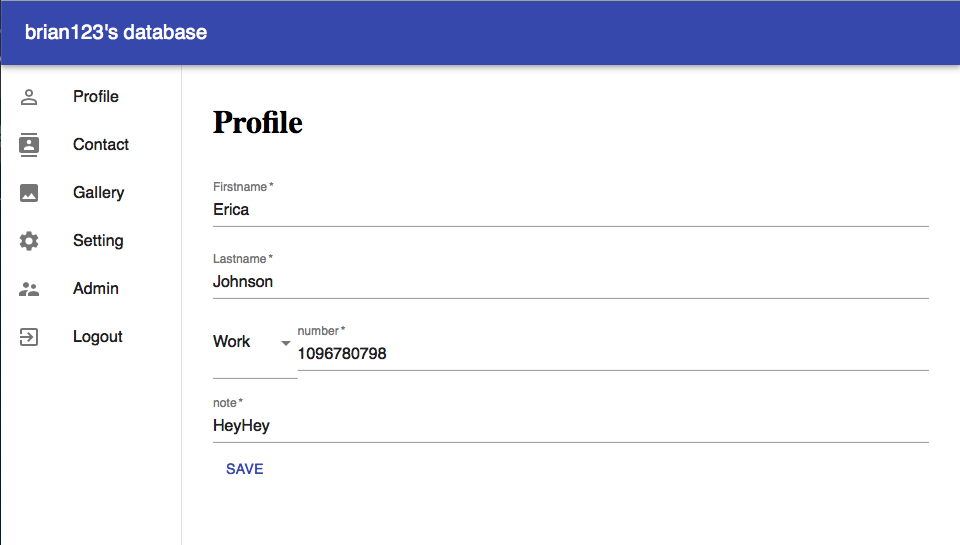 brian123's database
Profile
Contact
Gallery
Setting
Admin
Logout
Profile
Firstname *
Erica
Lastname *
Johnson
Work
number *
1096780798
note *
HeyHey
SAVE